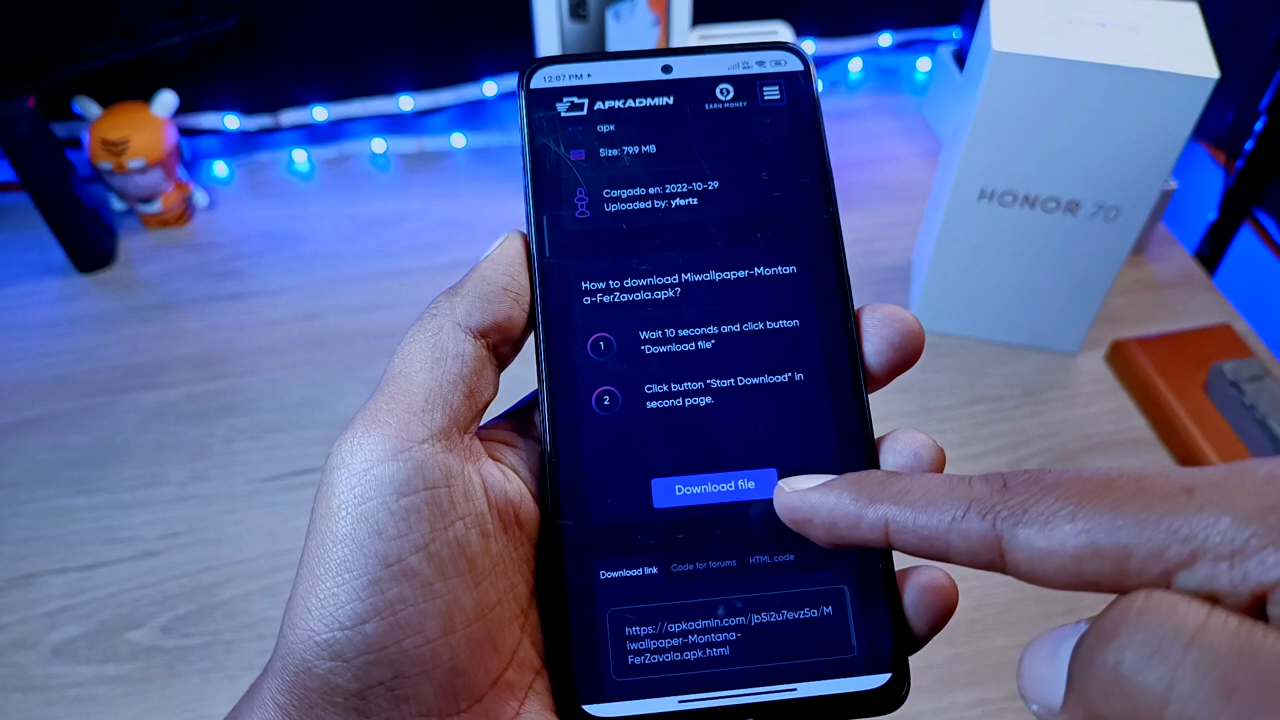 12:07 PM
APKADMIN
EARN MONEY
apk
Size: 79.9 MB
Cargado en: 2022-10-29
Uploaded by: yfertz
How to download Miwallpaper-Montan
a-FerZavala.apk?
1
Wait 10 seconds and click button
"Download file"
2
Click button "Start Download" in
second page.
Download file
Download link
Code for forums
HTML code
https://apkadmin.com/jb5i2u7evz5a/M
iwallpaper-Montana-
FerZavala.apk.html
HONOR 70